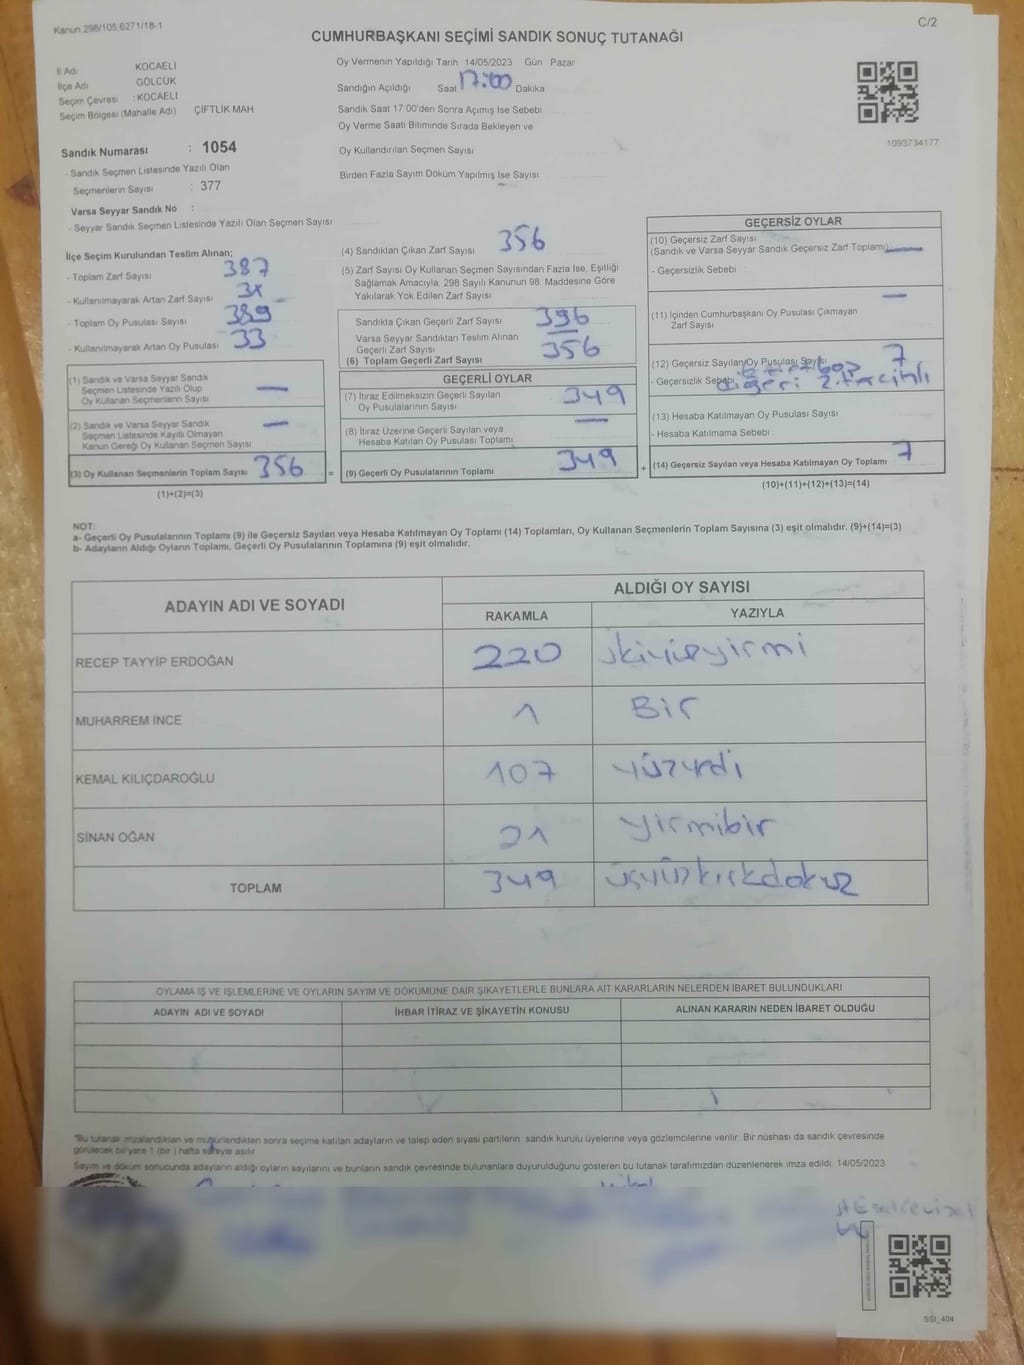 Kanun 298/105 6271/18-1
C/2
CUMHURBAŞKANI SEÇİMİ SANDIK SONUÇ TUTANAĞI
İl Adı KOCAELİ
İlçe Adı GÖLCÜK
Seçim Çevresi : KOCAELİ
Seçim Bölgesi (Mahalle Adı) ÇİFTLİK MAH.
Sandık Numarası : 1054
- Sandık Seçmen Listesinde Yazılı Olan
Seçmenlerin Sayısı : 377
Varsa Seyyar Sandık No :
- Seyyar Sandık Seçmen Listesinde Yazılı Olan Seçmen Sayısı
Oy Vermenin Yapıldığı Tarih 14/05/2023 Gün Pazar
Sandığın Açıldığı Saat 17:00 Dakika
Sandık Saat 17 00'den Sonra Açımış İse Sebebi
Oy Verme Saati Bitiminde Sırada Bekleyen ve
Oy Kullandırılan Seçmen Sayısı
Birden Fazla Sayım Döküm Yapılmış İse Sayısı
1093734177
İlçe Seçim Kurulundan Teslim Alınan;
- Toplam Zarf Sayısı 387
- Kullanılmayarak Artan Zarf Sayısı
- Toplam Oy Pusulası Sayısı 389
- Kullanılmayarak Artan Oy Pusulası 33
(1) Sandık ve Varsa Seyyar Sandık
Seçmen Listesinde Yazılı Olup
Oy Kullanan Seçmenlerin Sayısı —
(2) Sandık ve Varsa Seyyar Sandık
Seçmen Listesinde Kayıtlı Olmayan
Kanun Gereği Oy Kullanan Seçmen Sayısı —
(3) Oy Kullanan Seçmenlerin Toplam Sayısı 356 =
(1)+(2)=(3)
(4) Sandıktan Çıkan Zarf Sayısı 356
(5) Zarf Sayısı Oy Kullanan Seçmen Sayısından Fazla İse, Eşitliği
Sağlamak Amacıyla, 298 Sayılı Kanunun 98. Maddesine Göre
Yakılarak Yok Edilen Zarf Sayısı
Sandıkta Çıkan Geçerli Zarf Sayısı 396
Varsa Seyyar Sandıktan Teslim Alınan
Geçerli Zarf Sayısı
(6) Toplam Geçerli Zarf Sayısı 356
GEÇERLİ OYLAR
(7) İtiraz Edilmeksizin Geçerli Sayılan
Oy Pusulalarının Sayısı 349
(8) İtiraz Üzerine Geçerli Sayılan veya
Hesaba Katılan Oy Pusulası Toplamı —
(9) Geçerli Oy Pusulalarının Toplamı 349 +
GEÇERSİZ OYLAR
(10) Geçersiz Zarf Sayısı
(Sandık ve Varsa Seyyar Sandık Geçersiz Zarf Toplamı) —
- Geçersizlik Sebebi
—
(11) İçinden Cumhurbaşkanı Oy Pusulası Çıkmayan
Zarf Sayısı
(12) Geçersiz Sayılan Oy Pusulası Sayısı 7
- Geçersizlik Sebebi diğeri 2. tercihli
(13) Hesaba Katılmayan Oy Pusulası Sayısı
- Hesaba Katılmama Sebebi
(14) Geçersiz Sayılan veya Hesaba Katılmayan Oy Toplamı 7
(10)+(11)+(12)+(13)=(14)
NOT:
a- Geçerli Oy Pusulalarının Toplamı (9) ile Geçersiz Sayılan veya Hesaba Katılmayan Oy Toplamı (14) Toplamları, Oy Kullanan Seçmenlerin Toplam Sayısına (3) eşit olmalıdır. (9)+(14)=(3)
b- Adayların Aldığı Oyların Toplamı, Geçerli Oy Pusulalarının Toplamına (9) eşit olmalıdır.
ADAYIN ADI VE SOYADI
ALDIĞI OY SAYISI
RAKAMLA YAZIYLA
RECEP TAYYİP ERDOĞAN 220 ikiyüzyirmi
MUHARREM İNCE 1 Bir
KEMAL KILIÇDAROĞLU 107 yüzyedi
SİNAN OĞAN 21 yirmibir
TOPLAM 349 üçyüzkırkdokuz
OYLAMA İŞ VE İŞLEMLERİNE VE OYLARIN SAYIM VE DÖKÜMÜNE DAİR ŞİKAYETLERLE BUNLARA AİT KARARLARIN NELERDEN İBARET BULUNDUKLARI
ADAYIN ADI VE SOYADI İHBAR İTİRAZ VE ŞİKAYETİN KONUSU ALINAN KARARIN NEDEN İBARET OLDUĞU
"Bu tutanak imzalandıktan ve mühürlendikten sonra seçime katılan adayların ve talep eden siyasi partilerin sandık kurulu üyelerine veya gözlemcilerine verilir. Bir nüshası da sandık çevresinde
görülecek bir yere 1 (bir) hafta süreyle asılır
Sayım ve döküm sonucunda adayların aldığı oyların sayılarını ve bunların sandık çevresinde bulunanlara duyurulduğunu gösteren bu tutanak tarafımızdan düzenlenerek imza edildi. 14/05/2023
SSİ_404